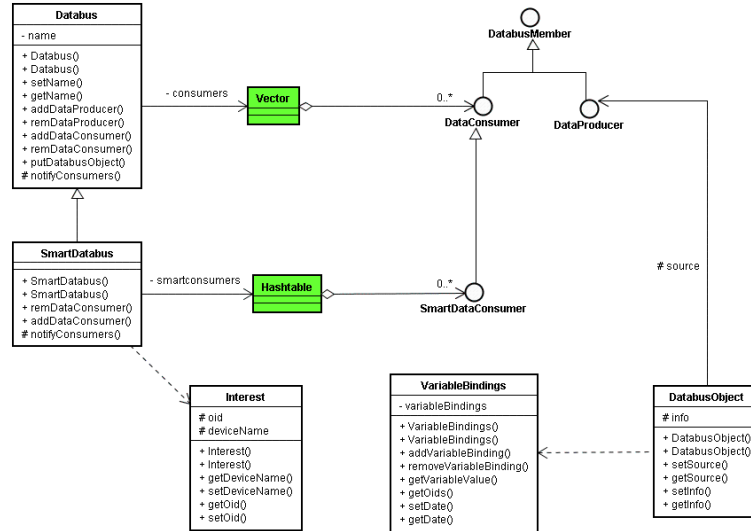 Databus
- name
+ Databus()
+ Databus()
+ setName()
+ getName()
+ addDataProducer()
+ remDataProducer()
+ addDataConsumer()
+ remDataConsumer()
+ putDatabusObject()
# notifyConsumers()
- consumers
Vector
0..*
DataConsumer
DatabusMember
DataProducer
SmartDatabus
+ SmartDatabus()
+ SmartDatabus()
+ remDataConsumer()
+ addDataConsumer()
# notifyConsumers()
- smartconsumers
Hashtable
0..*
SmartDataConsumer
# source
Interest
# oid
# deviceName
+ Interest()
+ Interest()
+ getDeviceName()
+ setDeviceName()
+ getOid()
+ setOid()
VariableBindings
- variableBindings
+ VariableBindings()
+ VariableBindings()
+ addVariableBinding()
+ removeVariableBinding()
+ getVariableValue()
+ getOids()
+ setDate()
+ getDate()
DatabusObject
# info
+ DatabusObject()
+ DatabusObject()
+ setSource()
+ getSource()
+ setInfo()
+ getInfo()